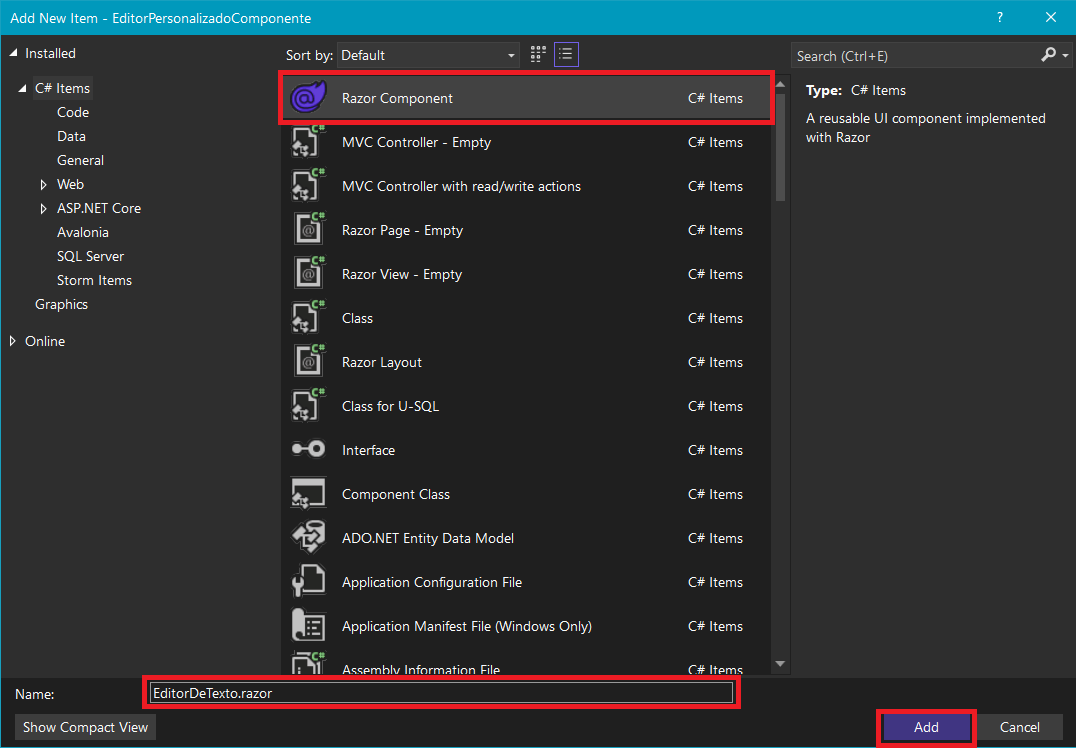 Add New Item - EditorPersonalizadoComponente
Installed
C# Items
Code
Data
General
Web
ASP.NET Core
Avalonia
SQL Server
Storm Items
Graphics
Online
Sort by: Default
Razor Component C# Items
MVC Controller - Empty C# Items
MVC Controller with read/write actions C# Items
Razor Page - Empty C# Items
Razor View - Empty C# Items
Class C# Items
Razor Layout C# Items
Class for U-SQL C# Items
Interface C# Items
Component Class C# Items
ADO.NET Entity Data Model C# Items
Application Configuration File C# Items
Application Manifest File (Windows Only) C# Items
Assembly Information File C# Items
Search (Ctrl+E)
Type: C# Items
A reusable UI component implemented
with Razor
Name: EditorDeTexto.razor
Show Compact View
Add Cancel